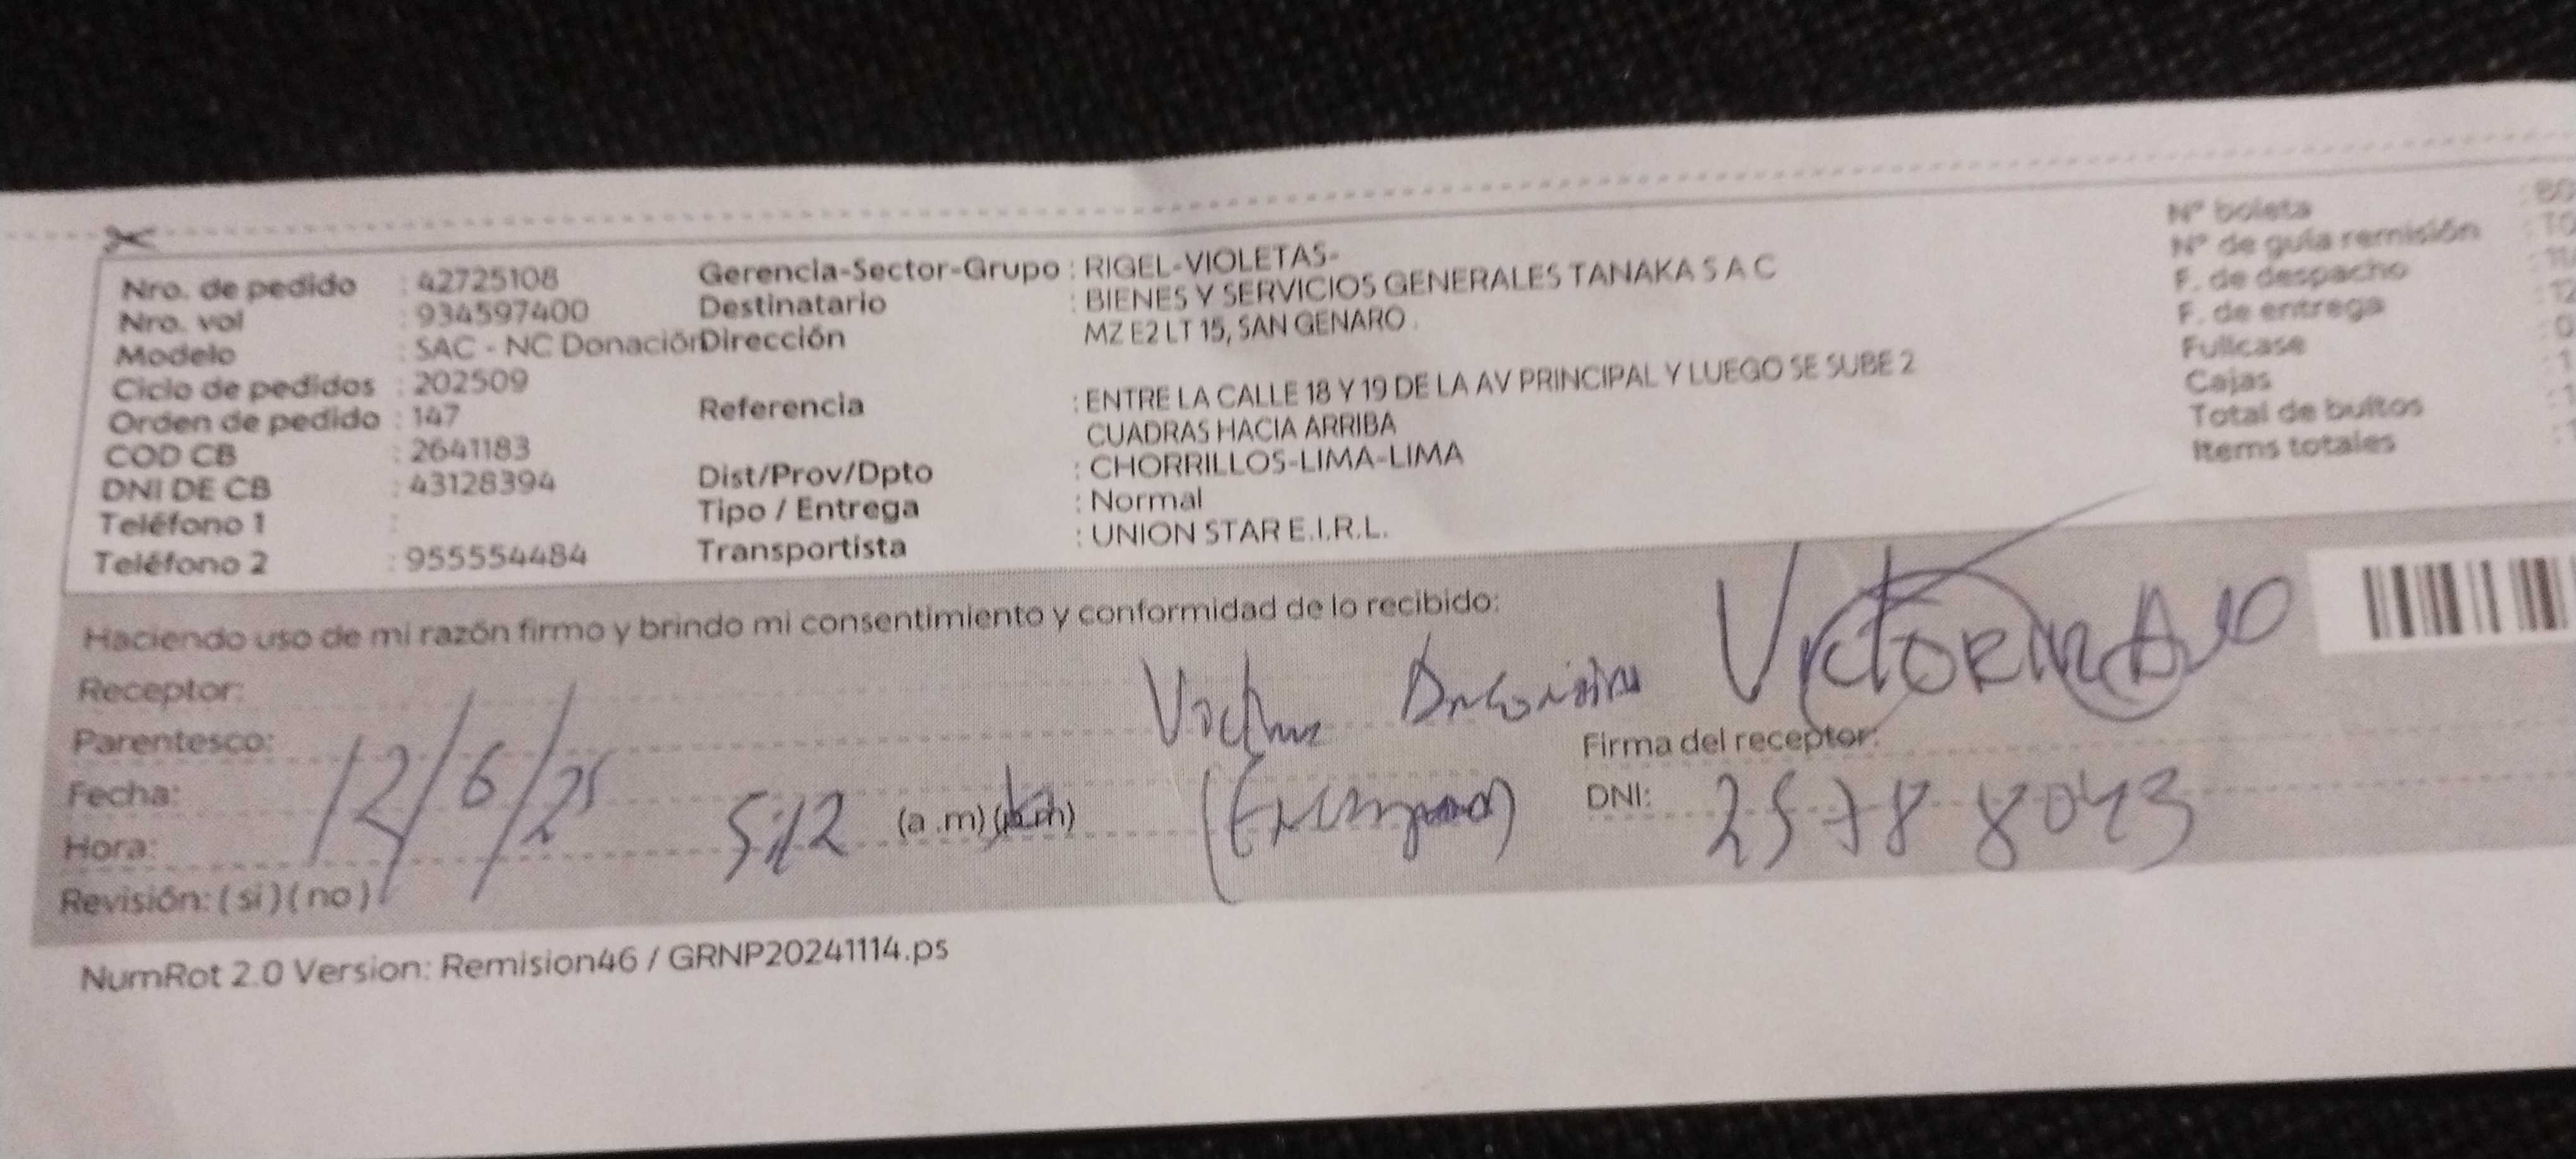 Nro. de pedido : 42725108 Gerencia-Sector-Grupo : RIGEL-VIOLETAS- N° boleta
Nro. vol : 934597400 Destinatario : BIENES Y SERVICIOS GENERALES TANAKA S A C N° de guía remisión
Modelo : SAC - NC Donación Dirección MZ E2 LT 15, SAN GENARO . F. de despacho
Ciclo de pedidos : 202509 F. de entrega
Orden de pedido : 147 Referencia : ENTRE LA CALLE 18 Y 19 DE LA AV PRINCIPAL Y LUEGO SE SUBE 2 Fullcase
COD CB : 2641183 CUADRAS HACIA ARRIBA Cajas
DNI DE CB : 43128394 Dist/Prov/Dpto : CHORRILLOS-LIMA-LIMA Total de bultos
Teléfono 1 : Tipo / Entrega : Normal Items totales
Teléfono 2 : 955554484 Transportista : UNION STAR E.I.R.L.
Haciendo uso de mi razón firmo y brindo mi consentimiento y conformidad de lo recibido:
Receptor:
Parentesco: Firma del receptor:
Fecha: 12/6/25 DNI: 25788043
Hora: 5:12 (a .m) (p.m)
Revisión: ( si ) ( no )
NumRot 2.0 Version: Remision46 / GRNP20241114.ps